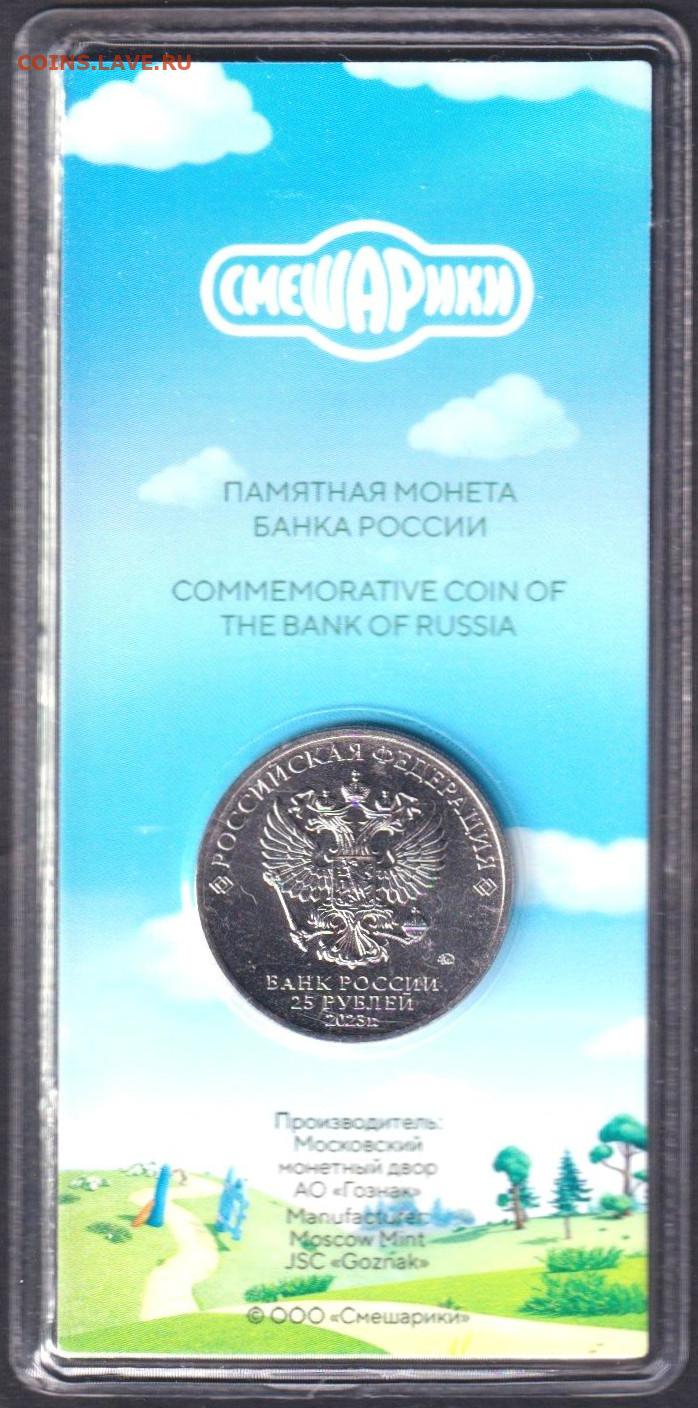 COINS.LAVE.RU
СМЕШАРИКИ
ПАМЯТНАЯ МОНЕТА
БАНКА РОССИИ
COMMEMORATIVE COIN OF
THE BANK OF RUSSIA
РОССИЙСКАЯ ФЕДЕРАЦИЯ
БАНК РОССИИ
25 РУБЛЕЙ
2023 г.
Производитель:
Московский
монетный двор
АО «Гознак»
Manufacturer:
Moscow Mint
JSC «Goznak»
© ООО «Смешарики»